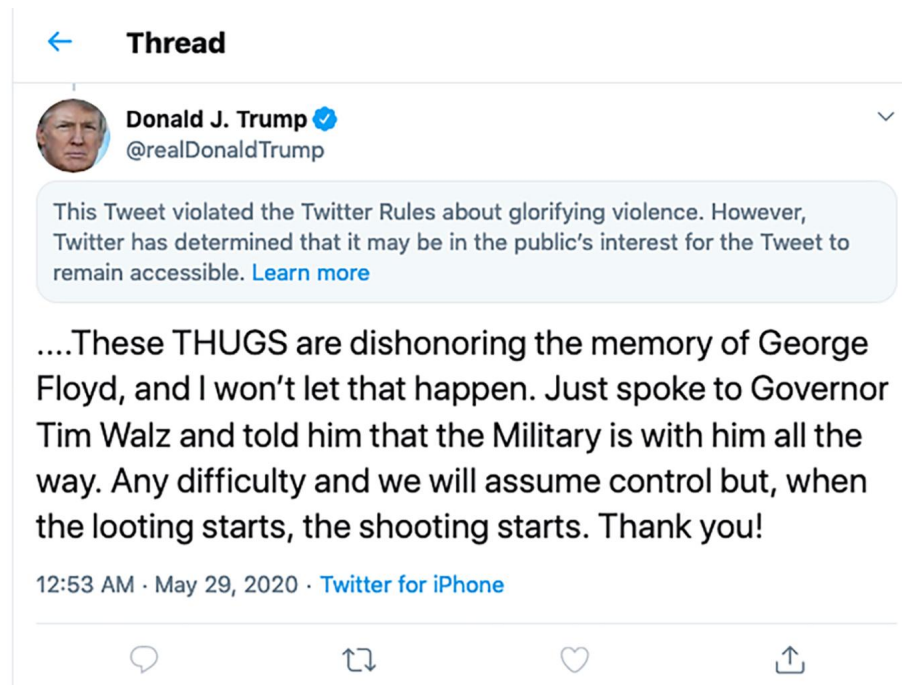 Thread
Donald J. Trump
@realDonaldTrump
This Tweet violated the Twitter Rules about glorifying violence. However,
Twitter has determined that it may be in the public’s interest for the Tweet to
remain accessible. Learn more
....These THUGS are dishonoring the memory of George
Floyd, and I won’t let that happen. Just spoke to Governor
Tim Walz and told him that the Military is with him all the
way. Any difficulty and we will assume control but, when
the looting starts, the shooting starts. Thank you!
12:53 AM · May 29, 2020 · Twitter for iPhone